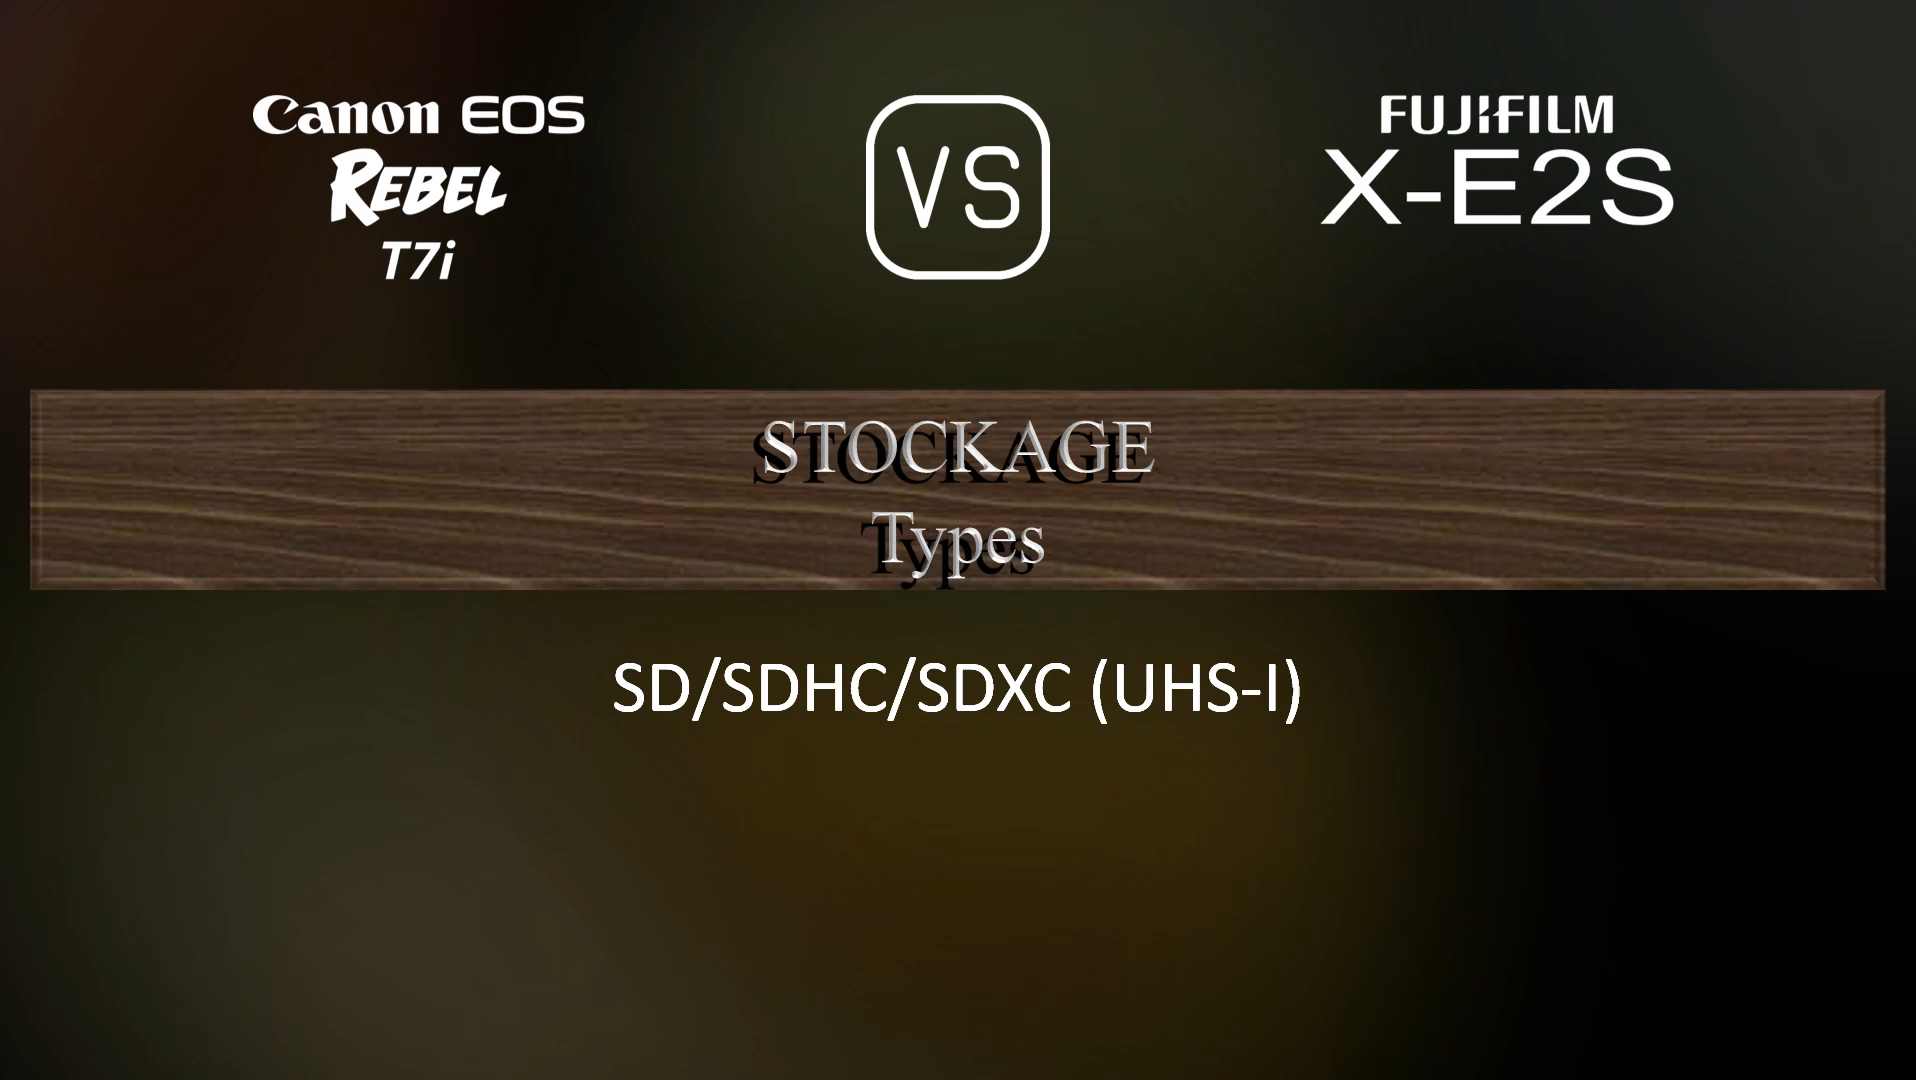 Canon EOS
REBEL
T7i
VS
FUJIFILM
X-E2S
STOCKAGE
Types
SD/SDHC/SDXC (UHS-I)